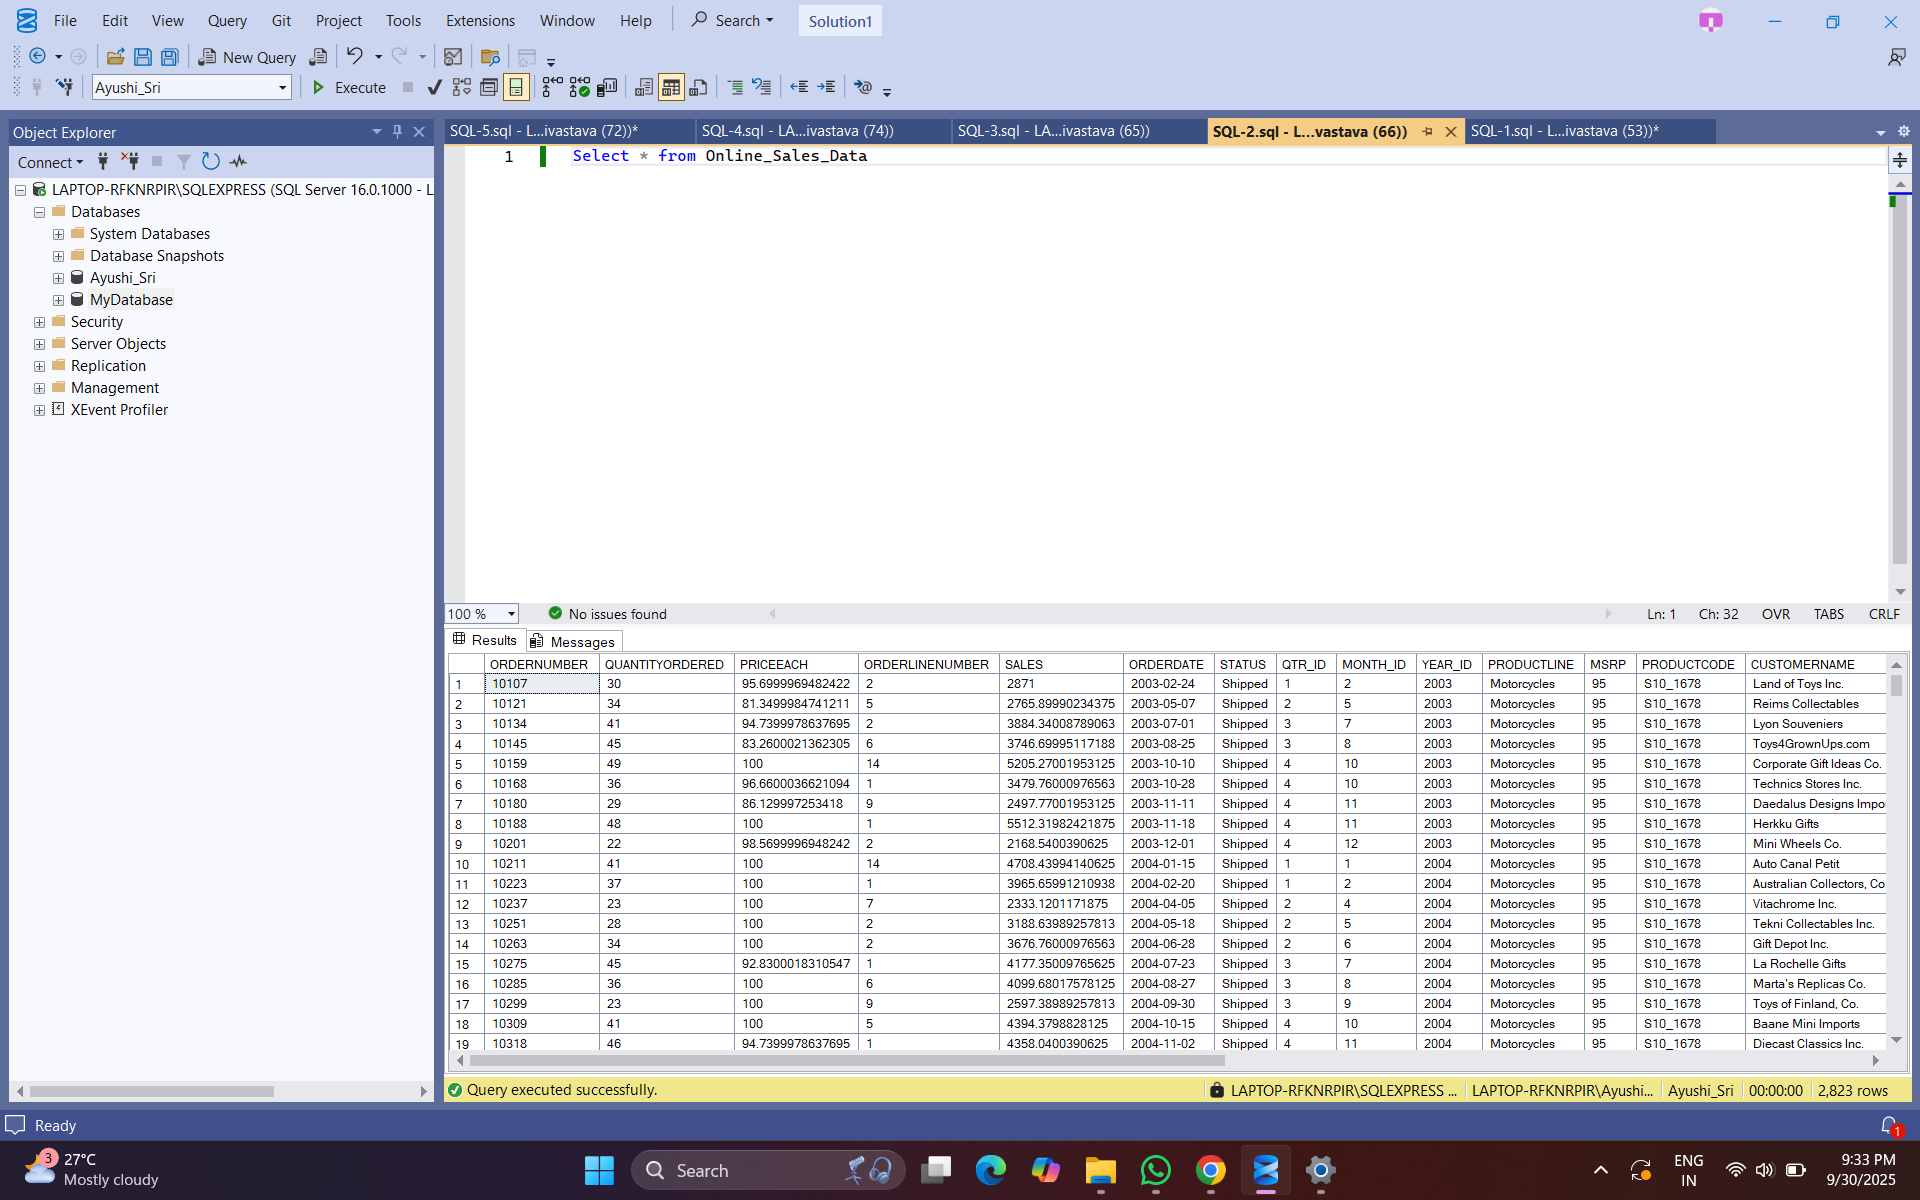 File Edit View Query Git Project Tools Extensions Window Help Search Solution1
New Query
Ayushi_Sri Execute
Object Explorer
Connect
LAPTOP-RFKNRPIR\SQLEXPRESS (SQL Server 16.0.1000 - L
Databases
System Databases
Database Snapshots
Ayushi_Sri
MyDatabase
Security
Server Objects
Replication
Management
XEvent Profiler
SQL-5.sql - L...ivastava (72))* SQL-4.sql - LA...ivastava (74)) SQL-3.sql - LA...ivastava (65)) SQL-2.sql - L...vastava (66)) SQL-1.sql - L...ivastava (53))*
1 Select * from Online_Sales_Data
100 % No issues found Ln: 1 Ch: 32 OVR TABS CRLF
Results Messages
ORDERNUMBER QUANTITYORDERED PRICEEACH ORDERLINENUMBER SALES ORDERDATE STATUS QTR_ID MONTH_ID YEAR_ID PRODUCTLINE MSRP PRODUCTCODE CUSTOMERNAME
1 10107 30 95.6999969482422 2 2871 2003-02-24 Shipped 1 2 2003 Motorcycles 95 S10_1678 Land of Toys Inc.
2 10121 34 81.3499984741211 5 2765.89990234375 2003-05-07 Shipped 2 5 2003 Motorcycles 95 S10_1678 Reims Collectables
3 10134 41 94.7399978637695 2 3884.34008789063 2003-07-01 Shipped 3 7 2003 Motorcycles 95 S10_1678 Lyon Souveniers
4 10145 45 83.2600021362305 6 3746.69995117188 2003-08-25 Shipped 3 8 2003 Motorcycles 95 S10_1678 Toys4GrownUps.com
5 10159 49 100 14 5205.27001953125 2003-10-10 Shipped 4 10 2003 Motorcycles 95 S10_1678 Corporate Gift Ideas Co.
6 10168 36 96.6600036621094 1 3479.76000976563 2003-10-28 Shipped 4 10 2003 Motorcycles 95 S10_1678 Technics Stores Inc.
7 10180 29 86.129997253418 9 2497.77001953125 2003-11-11 Shipped 4 11 2003 Motorcycles 95 S10_1678 Daedalus Designs Impo
8 10188 48 100 1 5512.31982421875 2003-11-18 Shipped 4 11 2003 Motorcycles 95 S10_1678 Herkku Gifts
9 10201 22 98.5699996948242 2 2168.5400390625 2003-12-01 Shipped 4 12 2003 Motorcycles 95 S10_1678 Mini Wheels Co.
10 10211 41 100 14 4708.43994140625 2004-01-15 Shipped 1 1 2004 Motorcycles 95 S10_1678 Auto Canal Petit
11 10223 37 100 1 3965.65991210938 2004-02-20 Shipped 1 2 2004 Motorcycles 95 S10_1678 Australian Collectors, Co
12 10237 23 100 7 2333.1201171875 2004-04-05 Shipped 2 4 2004 Motorcycles 95 S10_1678 Vitachrome Inc.
13 10251 28 100 2 3188.63989257813 2004-05-18 Shipped 2 5 2004 Motorcycles 95 S10_1678 Tekni Collectables Inc.
14 10263 34 100 2 3676.76000976563 2004-06-28 Shipped 2 6 2004 Motorcycles 95 S10_1678 Gift Depot Inc.
15 10275 45 92.8300018310547 1 4177.35009765625 2004-07-23 Shipped 3 7 2004 Motorcycles 95 S10_1678 La Rochelle Gifts
16 10285 36 100 6 4099.68017578125 2004-08-27 Shipped 3 8 2004 Motorcycles 95 S10_1678 Marta's Replicas Co.
17 10299 23 100 9 2597.38989257813 2004-09-30 Shipped 3 9 2004 Motorcycles 95 S10_1678 Toys of Finland, Co.
18 10309 41 100 5 4394.3798828125 2004-10-15 Shipped 4 10 2004 Motorcycles 95 S10_1678 Baane Mini Imports
19 10318 46 94.7399978637695 1 4358.0400390625 2004-11-02 Shipped 4 11 2004 Motorcycles 95 S10_1678 Diecast Classics Inc.
Query executed successfully. LAPTOP-RFKNRPIR\SQLEXPRESS ... LAPTOP-RFKNRPIR\Ayushi... Ayushi_Sri 00:00:00 2,823 rows
Ready 1
3 27°C
Mostly cloudy
Search
ENG
IN
9:33 PM
9/30/2025